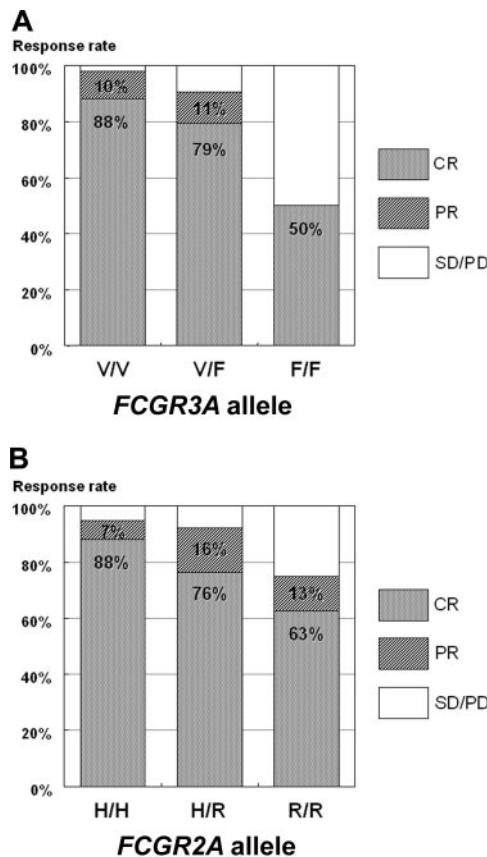 A
Response rate
100%
80%
60%
40%
20%
0%
10%
88%
11%
79%
50%
V/V V/F F/F
FCGR3A allele
CR
PR
SD/PD
B
Response rate
100%
80%
60%
40%
20%
0%
7%
88%
16%
76%
13%
63%
H/H H/R R/R
FCGR2A allele
CR
PR
SD/PD